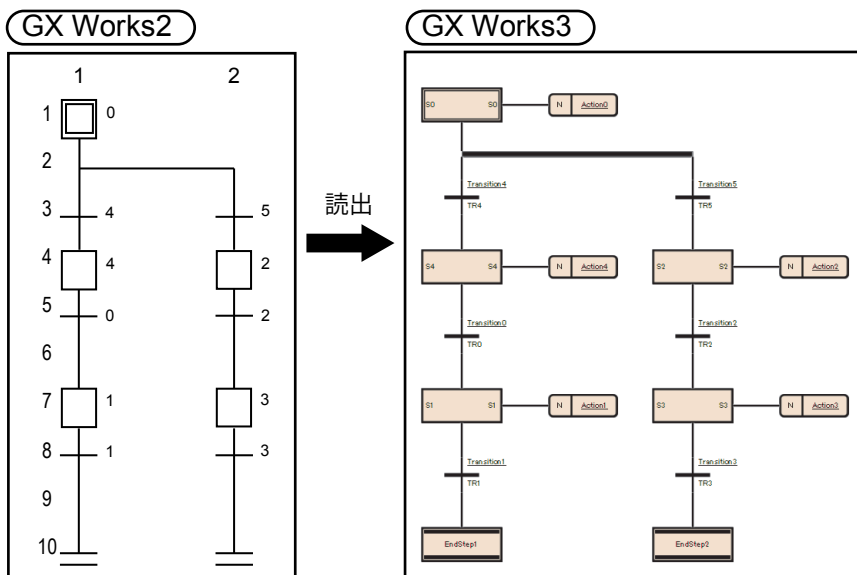 GX Works2
GX Works3
1 2
1 0
2
3 4 5
4 4 2
5 0 2
6
7 1 3
8 1 3
9
10
読出
S0 S0 N Action0
Transition4 Transition5
TR4 TR5
S4 S4 N Action4 S2 S2 N Action2
Transition0 Transition2
TR0 TR2
S1 S1 N Action1 S3 S3 N Action3
Transition1 Transition3
TR1 TR3
EndStep1 EndStep2